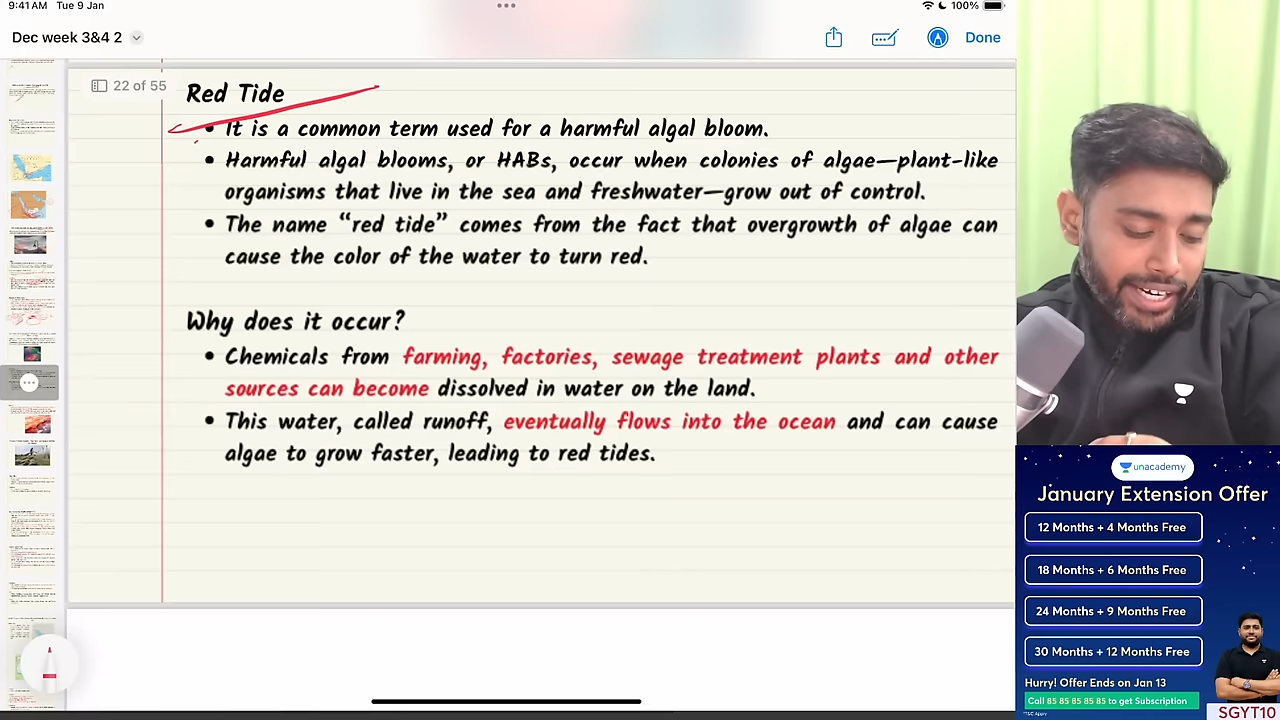 9:41 AM Tue 9 Jan
100%
Dec week 3&4 2
Done
22 of 55
Red Tide
• It is a common term used for a harmful algal bloom.
• Harmful algal blooms, or HABs, occur when colonies of algae—plant-like
organisms that live in the sea and freshwater—grow out of control.
• The name “red tide” comes from the fact that overgrowth of algae can
cause the color of the water to turn red.
Why does it occur?
• Chemicals from farming, factories, sewage treatment plants and other
sources can become dissolved in water on the land.
• This water, called runoff, eventually flows into the ocean and can cause
algae to grow faster, leading to red tides.
unacademy
January Extension Offer
12 Months + 4 Months Free
18 Months + 6 Months Free
24 Months + 9 Months Free
30 Months + 12 Months Free
Hurry! Offer Ends on Jan 13
Call 85 85 85 85 85 to get Subscription
SGYT10